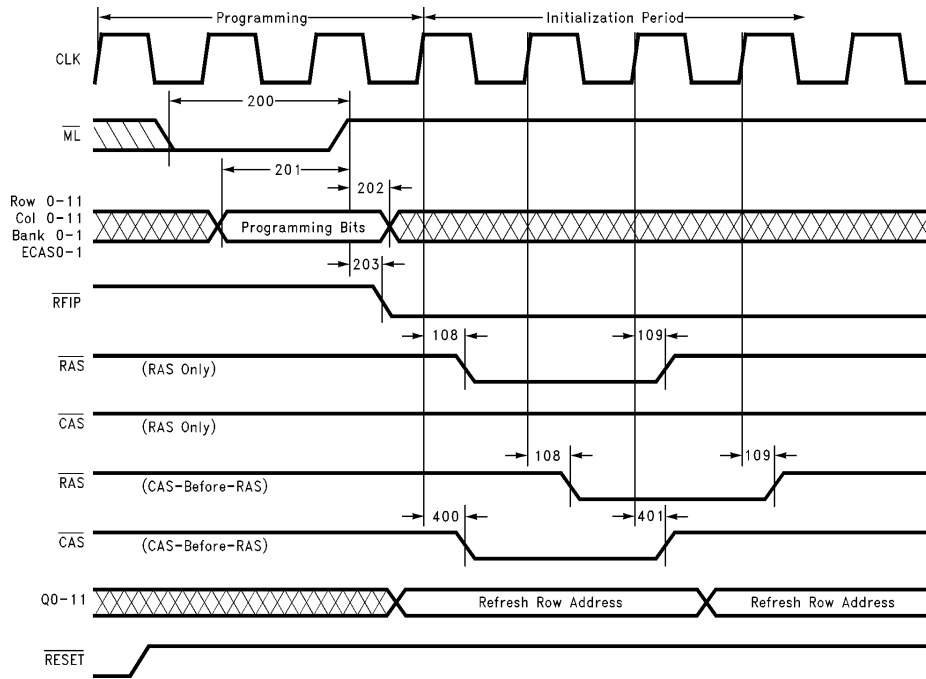 Programming Initialization Period
CLK
200
ML
201
202
Row 0-11
Col 0-11
Bank 0-1
ECAS0-1
Programming Bits
203
RFIP
108 109
RAS (RAS Only)
CAS (RAS Only)
108 109
RAS (CAS-Before-RAS)
400 401
CAS (CAS-Before-RAS)
Q0-11 Refresh Row Address Refresh Row Address
RESET